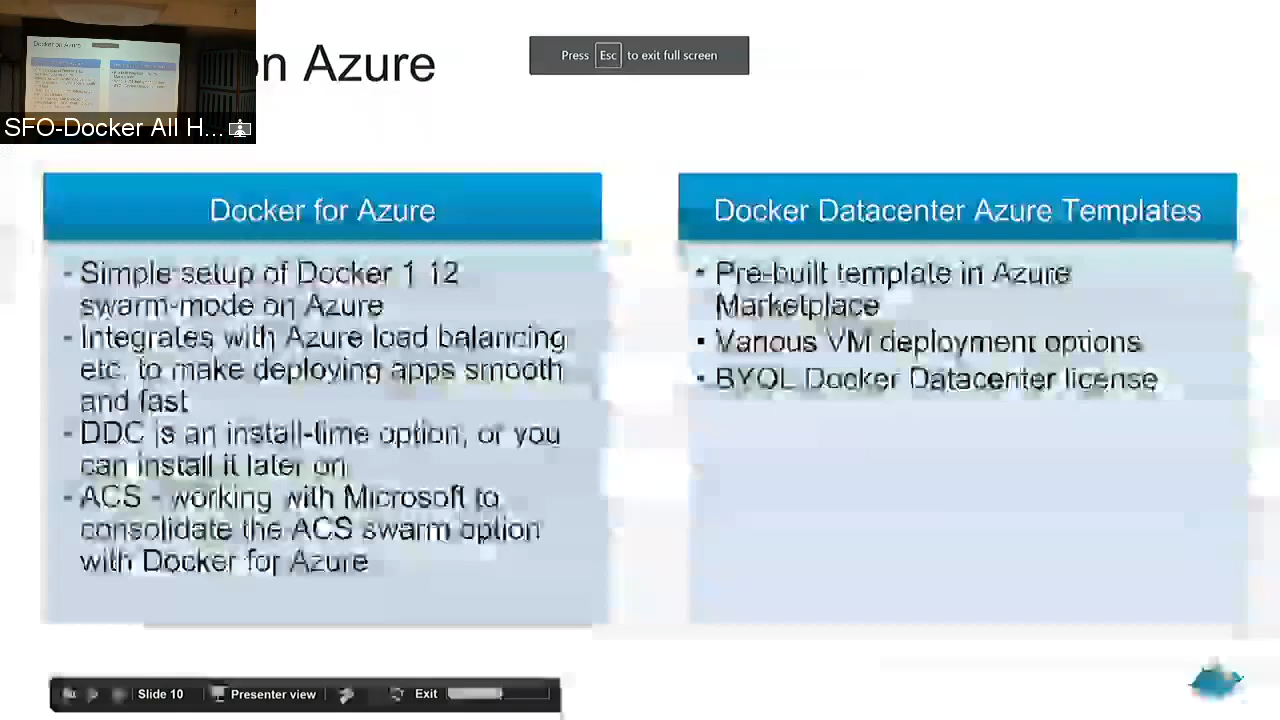 on Azure
Press Esc to exit full screen
SFO-Docker All H...
Docker for Azure
- Simple setup of Docker 1 12
swarm-mode on Azure
- Integrates with Azure load balancing
etc. to make deploying apps smooth
and fast
- DDC is an install-time option, or you
can install it later on
- ACS - working with Microsoft to
consolidate the ACS swarm option
with Docker for Azure
Docker Datacenter Azure Templates
• Pre-built template in Azure
Marketplace
• Various VM deployment options
• BYOL Docker Datacenter license
Slide 10
Presenter view
Exit